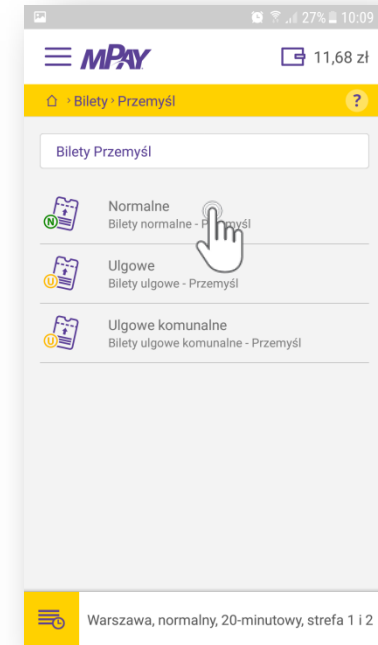 27% 10:09
mPAY 11,68 zł
Bilety Przemyśl ?
Bilety Przemyśl
Normalne
N Bilety normalne - Przemyśl
Ulgowe
U Bilety ulgowe - Przemyśl
Ulgowe komunalne
U Bilety ulgowe komunalne - Przemyśl
Warszawa, normalny, 20-minutowy, strefa 1 i 2